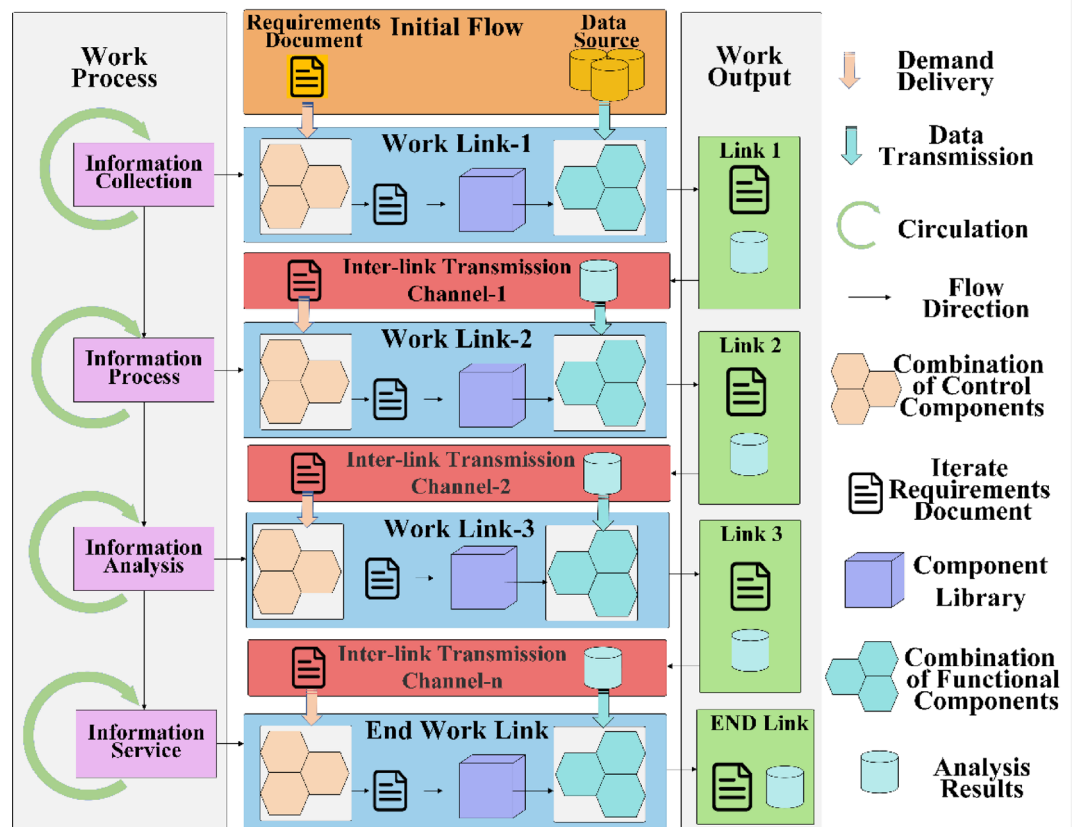 Work
Process
Information
Collection
Information
Process
Information
Analysis
Information
Service
Requirements
Document
Initial Flow
Data
Source
Work Link-1
Inter-link Transmission
Channel-1
Work Link-2
Inter-link Transmission
Channel-2
Work Link-3
Inter-link Transmission
Channel-n
End Work Link
Work
Output
Link 1
Link 2
Link 3
END Link
Demand
Delivery
Data
Transmission
Circulation
Flow
Direction
Combination
of Control
Components
Iterate
Requirements
Document
Component
Library
Combination
of Functional
Components
Analysis
Results